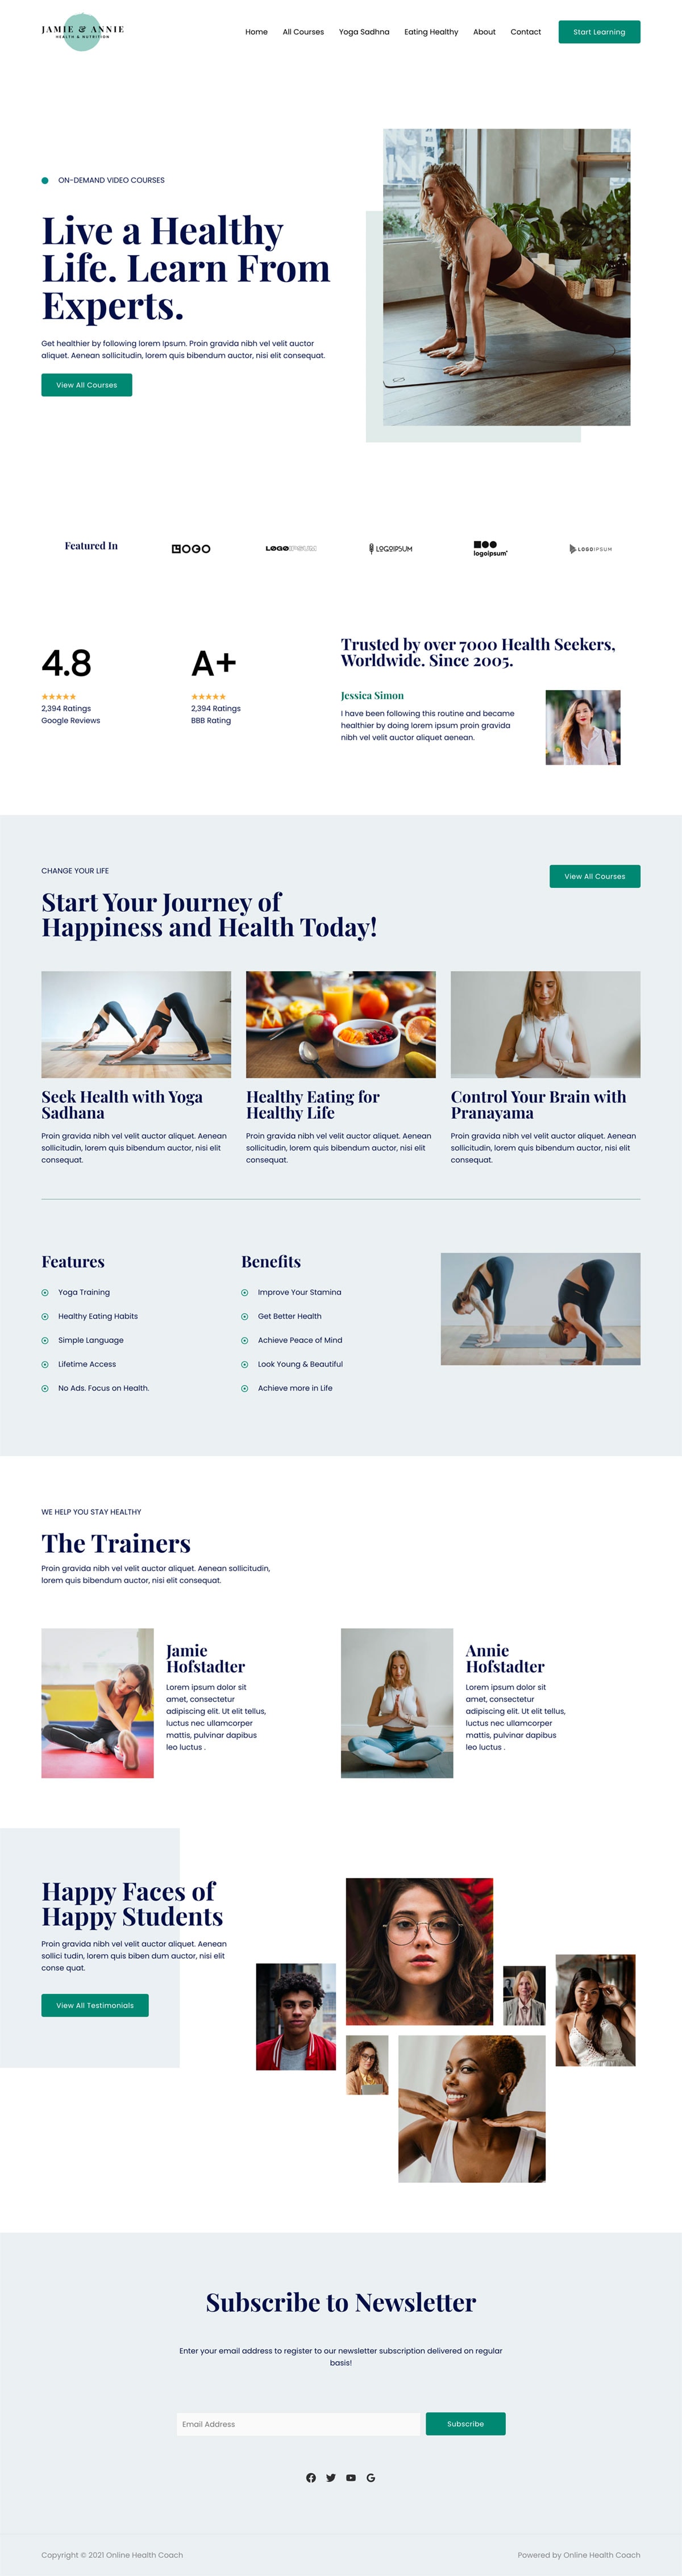 JAMIE & ANNIE
HEALTH & NUTRITION
Home
All Courses
Yoga Sadhna
Eating Healthy
About
Contact
Start Learning
ON-DEMAND VIDEO COURSES
Live a Healthy
Life. Learn From
Experts.
Get healthier by following lorem Ipsum. Proin gravida nibh vel velit auctor
aliquet. Aenean sollicitudin, lorem quis bibendum auctor, nisi elit consequat.
View All Courses
Featured In
LOGO
LOGOIPSUM
LOGOIPSUM
logoipsum
LOGOIPSUM
4.8
★★★★★
2,394 Ratings
Google Reviews
A+
★★★★★
2,394 Ratings
BBB Rating
Trusted by over 7000 Health Seekers,
Worldwide. Since 2005.
Jessica Simon
I have been following this routine and became
healthier by doing lorem ipsum proin gravida
nibh vel velit auctor aliquet aenean.
CHANGE YOUR LIFE
Start Your Journey of
Happiness and Health Today!
View All Courses
Seek Health with Yoga
Sadhana
Proin gravida nibh vel velit auctor aliquet. Aenean
sollicitudin, lorem quis bibendum auctor, nisi elit
consequat.
Healthy Eating for
Healthy Life
Proin gravida nibh vel velit auctor aliquet. Aenean
sollicitudin, lorem quis bibendum auctor, nisi elit
consequat.
Control Your Brain with
Pranayama
Proin gravida nibh vel velit auctor aliquet. Aenean
sollicitudin, lorem quis bibendum auctor, nisi elit
consequat.
Features
Yoga Training
Healthy Eating Habits
Simple Language
Lifetime Access
No Ads. Focus on Health.
Benefits
Improve Your Stamina
Get Better Health
Achieve Peace of Mind
Look Young & Beautiful
Achieve more in Life
WE HELP YOU STAY HEALTHY
The Trainers
Proin gravida nibh vel velit auctor aliquet. Aenean sollicitudin,
lorem quis bibendum auctor, nisi elit consequat.
Jamie
Hofstadter
Lorem ipsum dolor sit
amet, consectetur
adipiscing elit. Ut elit tellus,
luctus nec ullamcorper
mattis, pulvinar dapibus
leo luctus .
Annie
Hofstadter
Lorem ipsum dolor sit
amet, consectetur
adipiscing elit. Ut elit tellus,
luctus nec ullamcorper
mattis, pulvinar dapibus
leo luctus .
Happy Faces of
Happy Students
Proin gravida nibh vel velit auctor aliquet. Aenean
sollici tudin, lorem quis biben dum auctor, nisi elit
conse quat.
View All Testimonials
Subscribe to Newsletter
Enter your email address to register to our newsletter subscription delivered on regular
basis!
Email Address
Subscribe
Copyright © 2021 Online Health Coach
Powered by Online Health Coach